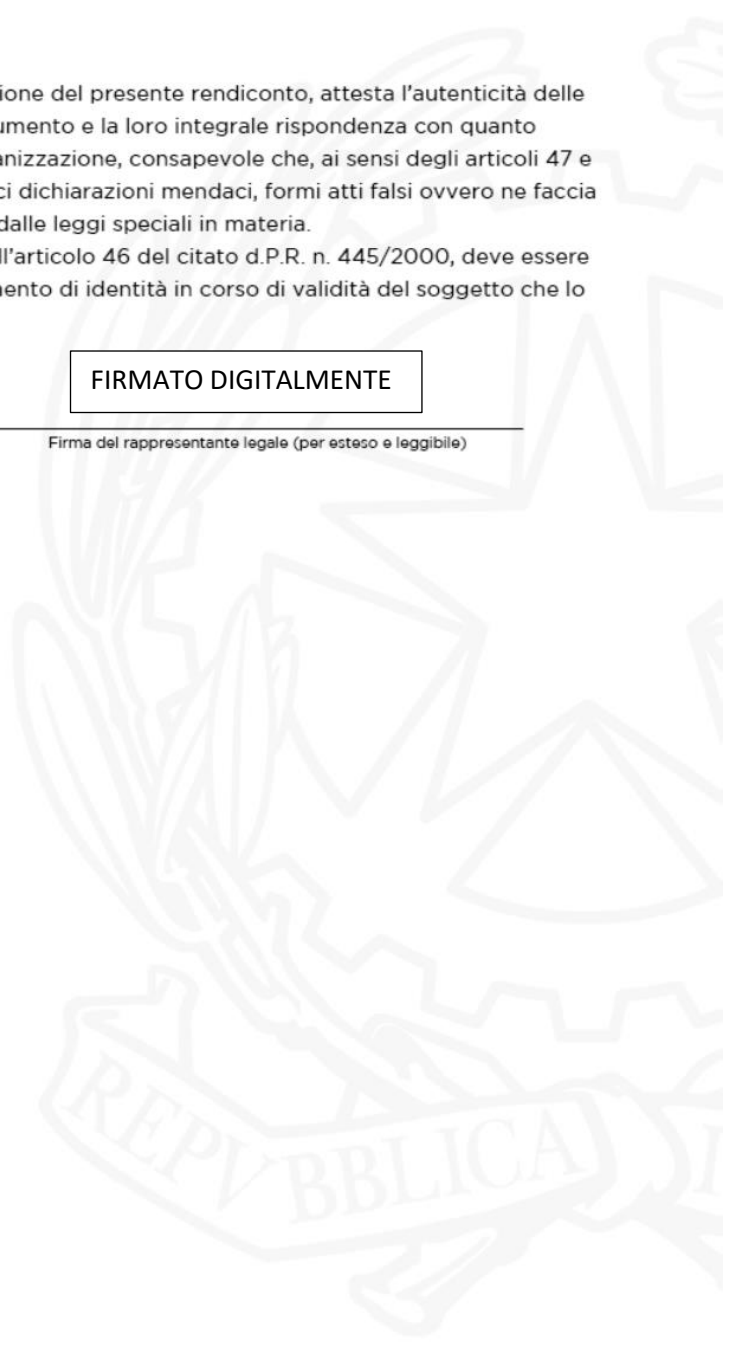 ione del presente rendiconto, attesta l'autenticità delle
umento e la loro integrale rispondenza con quanto
anizzazione, consapevole che, ai sensi degli articoli 47 e
ci dichiarazioni mendaci, formi atti falsi ovvero ne faccia
dalle leggi speciali in materia.
ll'articolo 46 del citato d.P.R. n. 445/2000, deve essere
nento di identità in corso di validità del soggetto che lo
FIRMATO DIGITALMENTE
Firma del rappresentante legale (per esteso e leggibile)
REPVBBLICA I